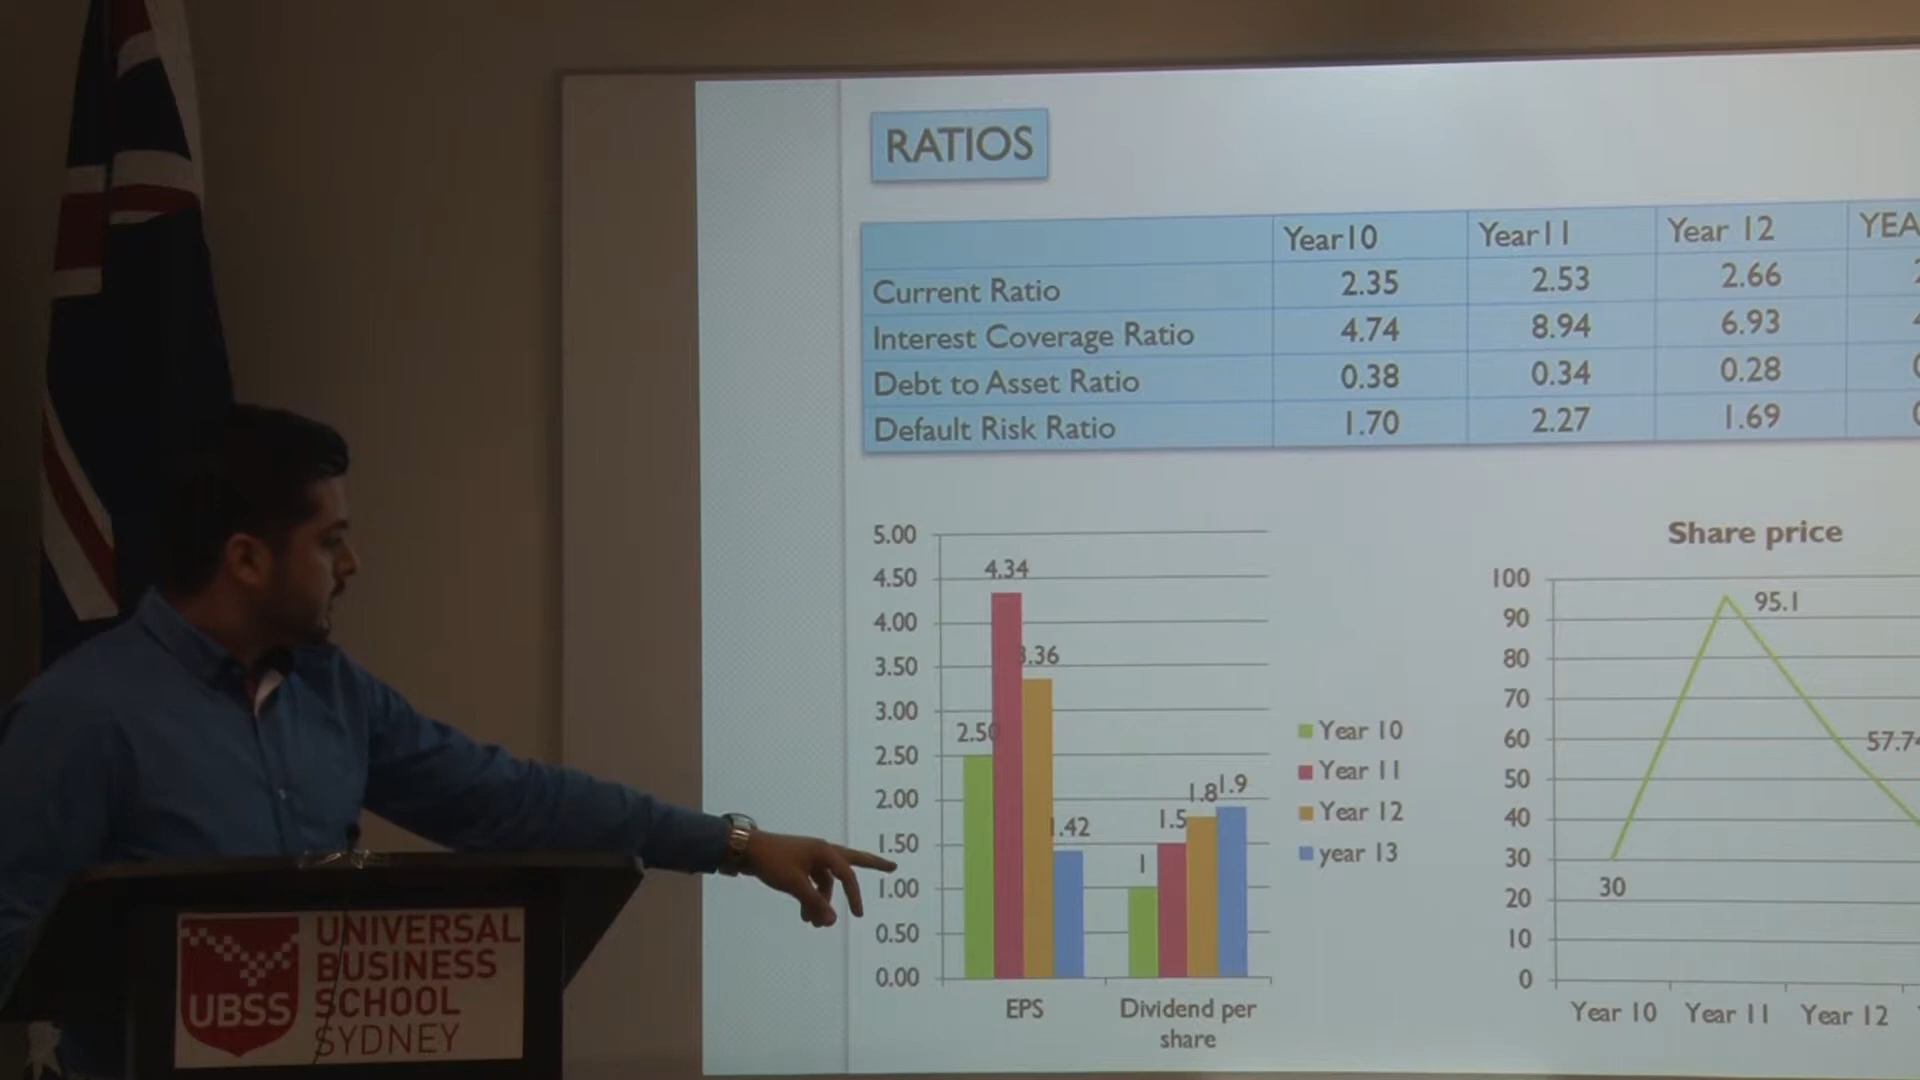 RATIOS
Year10 Year11 Year 12 YEA
Current Ratio 2.35 2.53 2.66
Interest Coverage Ratio 4.74 8.94 6.93
Debt to Asset Ratio 0.38 0.34 0.28
Default Risk Ratio 1.70 2.27 1.69
5.00
4.50
4.00
3.50
3.00
2.50
2.00
1.50
1.00
0.50
0.00
2.50
4.34
3.36
1.42
1
1.5
1.8
1.9
EPS
Dividend per
share
Year 10
Year 11
Year 12
year 13
Share price
100
90
80
70
60
50
40
30
20
10
0
30
95.1
57.74
Year 10 Year 11 Year 12
UBSS
UNIVERSAL
BUSINESS
SCHOOL
SYDNEY